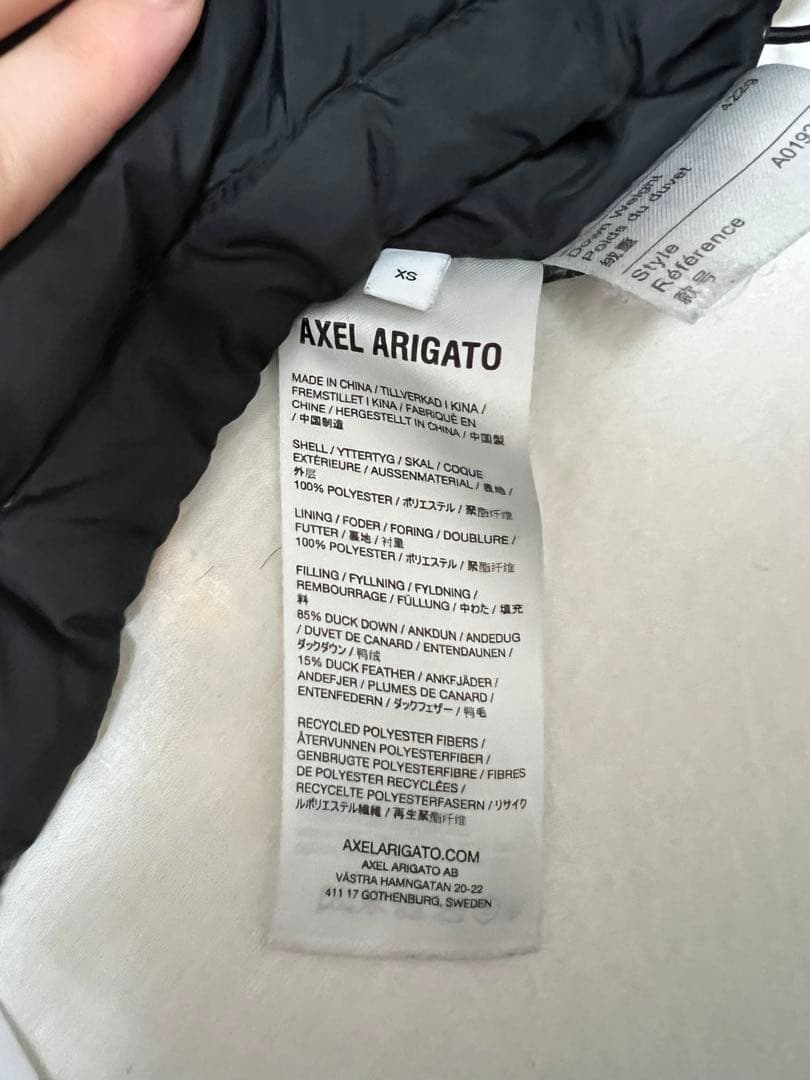 XS
AXEL ARIGATO
MADE IN CHINA / TILLVERKAD I KINA /
FREMSTILLET I KINA / FABRIQUÉ EN
CHINE / HERGESTELLT IN CHINA / 中国製
/ 中国制造
SHELL / YTTERTYG / SKAL / COQUE
EXTÉRIEURE / AUSSENMATERIAL / 表地 /
外层
100% POLYESTER / ポリエステル / 聚酯纤维
LINING / FODER / FORING / DOUBLURE /
FUTTER / 裏地 / 衬里
100% POLYESTER / ポリエステル / 聚酯纤维
FILLING / FYLLNING / FYLDNING /
REMBOURRAGE / FÜLLUNG / 中わた / 填充
料
85% DUCK DOWN / ANKDUN / ANDEDUG
/ DUVET DE CANARD / ENTENDAUNEN /
ダックダウン / 鸭绒
15% DUCK FEATHER / ANKFJÄDER /
ANDEFJER / PLUMES DE CANARD /
ENTENFEDERN / ダックフェザー / 鸭毛
RECYCLED POLYESTER FIBERS /
ÅTERVUNNEN POLYESTERFIBER /
GENBRUGTE POLYESTERFIBRE / FIBRES
DE POLYESTER RECYCLÉES /
RECYCELTE POLYESTERFASERN / リサイク
ルポリエステル繊維 / 再生聚酯纤维
AXELARIGATO.COM
AXEL ARIGATO AB
VÄSTRA HAMNGATAN 20-22
411 17 GOTHENBURG, SWEDEN
Down Weight
Poids du duvet
绒重
Style
Référence
款号